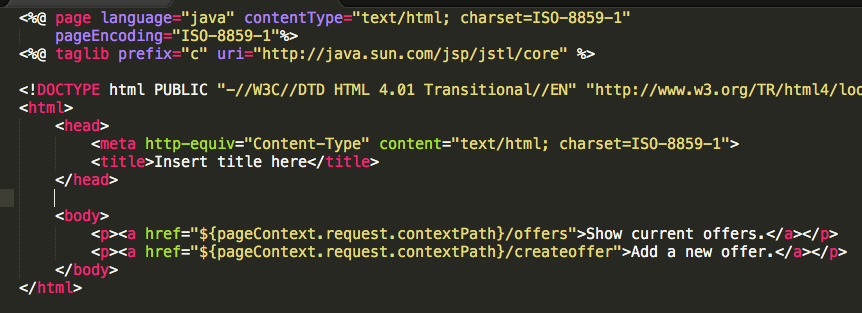 <%@ page language="java" contentType="text/html; charset=ISO-8859-1"
    pageEncoding="ISO-8859-1"%>
<%@ taglib prefix="c" uri="http://java.sun.com/jsp/jstl/core" %>
<!DOCTYPE html PUBLIC "-//W3C//DTD HTML 4.01 Transitional//EN" "http://www.w3.org/TR/html4/loo
<html>
    <head>
        <meta http-equiv="Content-Type" content="text/html; charset=ISO-8859-1">
        <title>Insert title here</title>
    </head>
    <body>
        <p><a href="${pageContext.request.contextPath}/offers">Show current offers.</a></p>
        <p><a href="${pageContext.request.contextPath}/createoffer">Add a new offer.</a></p>
    </body>
</html>